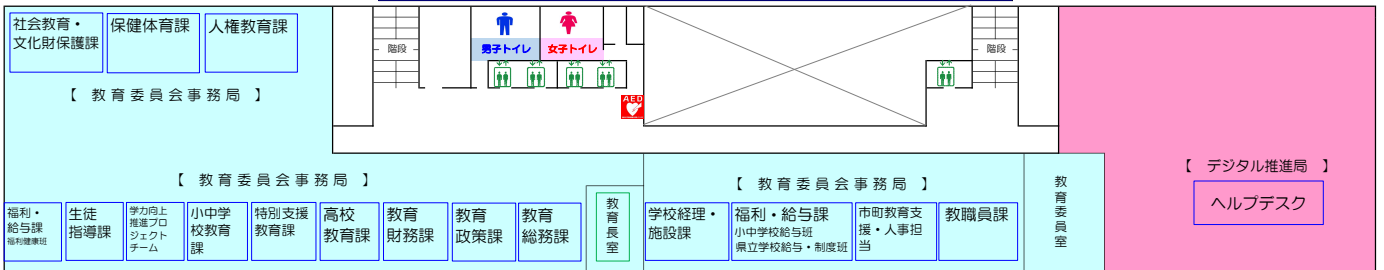 社会教育・
文化財保護課
保健体育課
人権教育課
【 教育委員会事務局 】
階段
男子トイレ
女子トイレ
AED
階段
【 教育委員会事務局 】
福利・
給与課
福利健康班
生徒
指導課
学力向上
推進プロ
ジェクト
チーム
小中学
校教育
課
特別支援
教育課
高校
教育課
教育
財務課
教育
政策課
教育
総務課
教育長室
【 教育委員会事務局 】
学校経理・
施設課
福利・給与課
小中学校給与班
県立学校給与・制度班
市町教育支
援・人事担
当
教職員課
教育委員室
【 デジタル推進局 】
ヘルプデスク